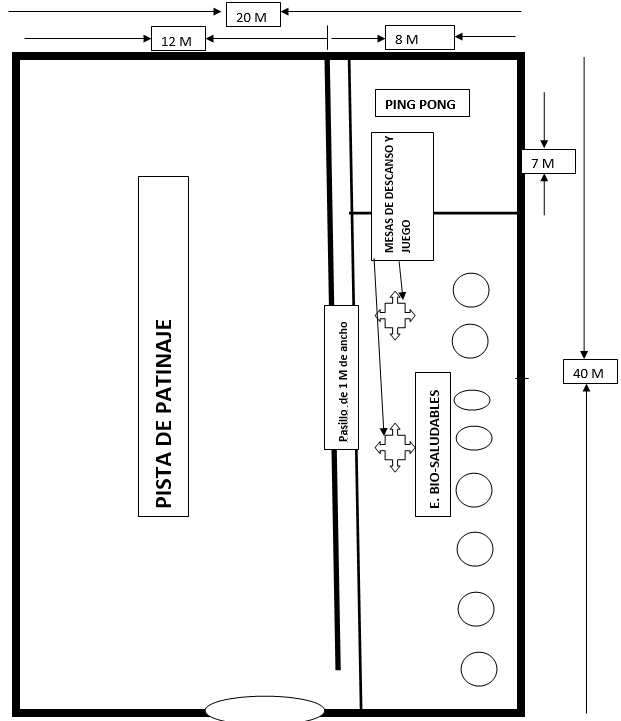 20 M
12 M
8 M
PING PONG
7 M
MESAS DE DESCANSO Y
JUEGO
PISTA DE PATINAJE
Pasillo de 1 M de ancho
40 M
E. BIO-SALUDABLES